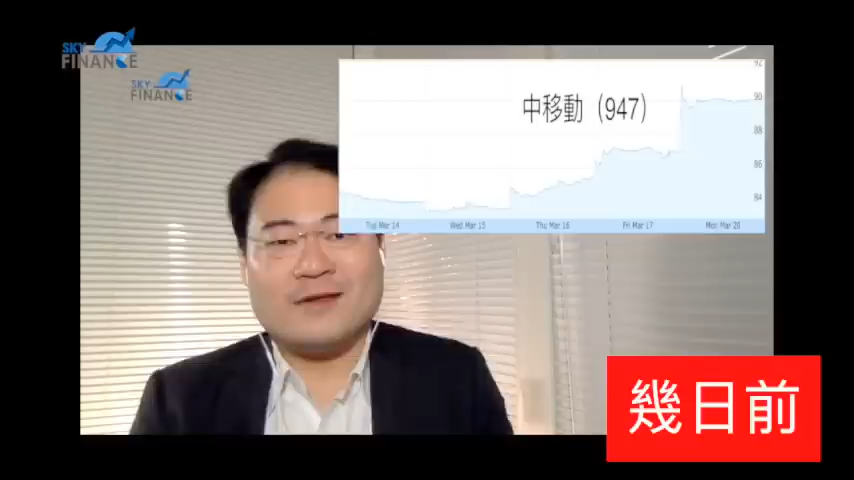 SKY
FINANCE
SKY
FINANCE
92
中移動（947）
90
88
86
84
Tue Mar 14 Wed Mar 15 Thu Mar 16 Fri Mar 17 Mon Mar 20
幾日前